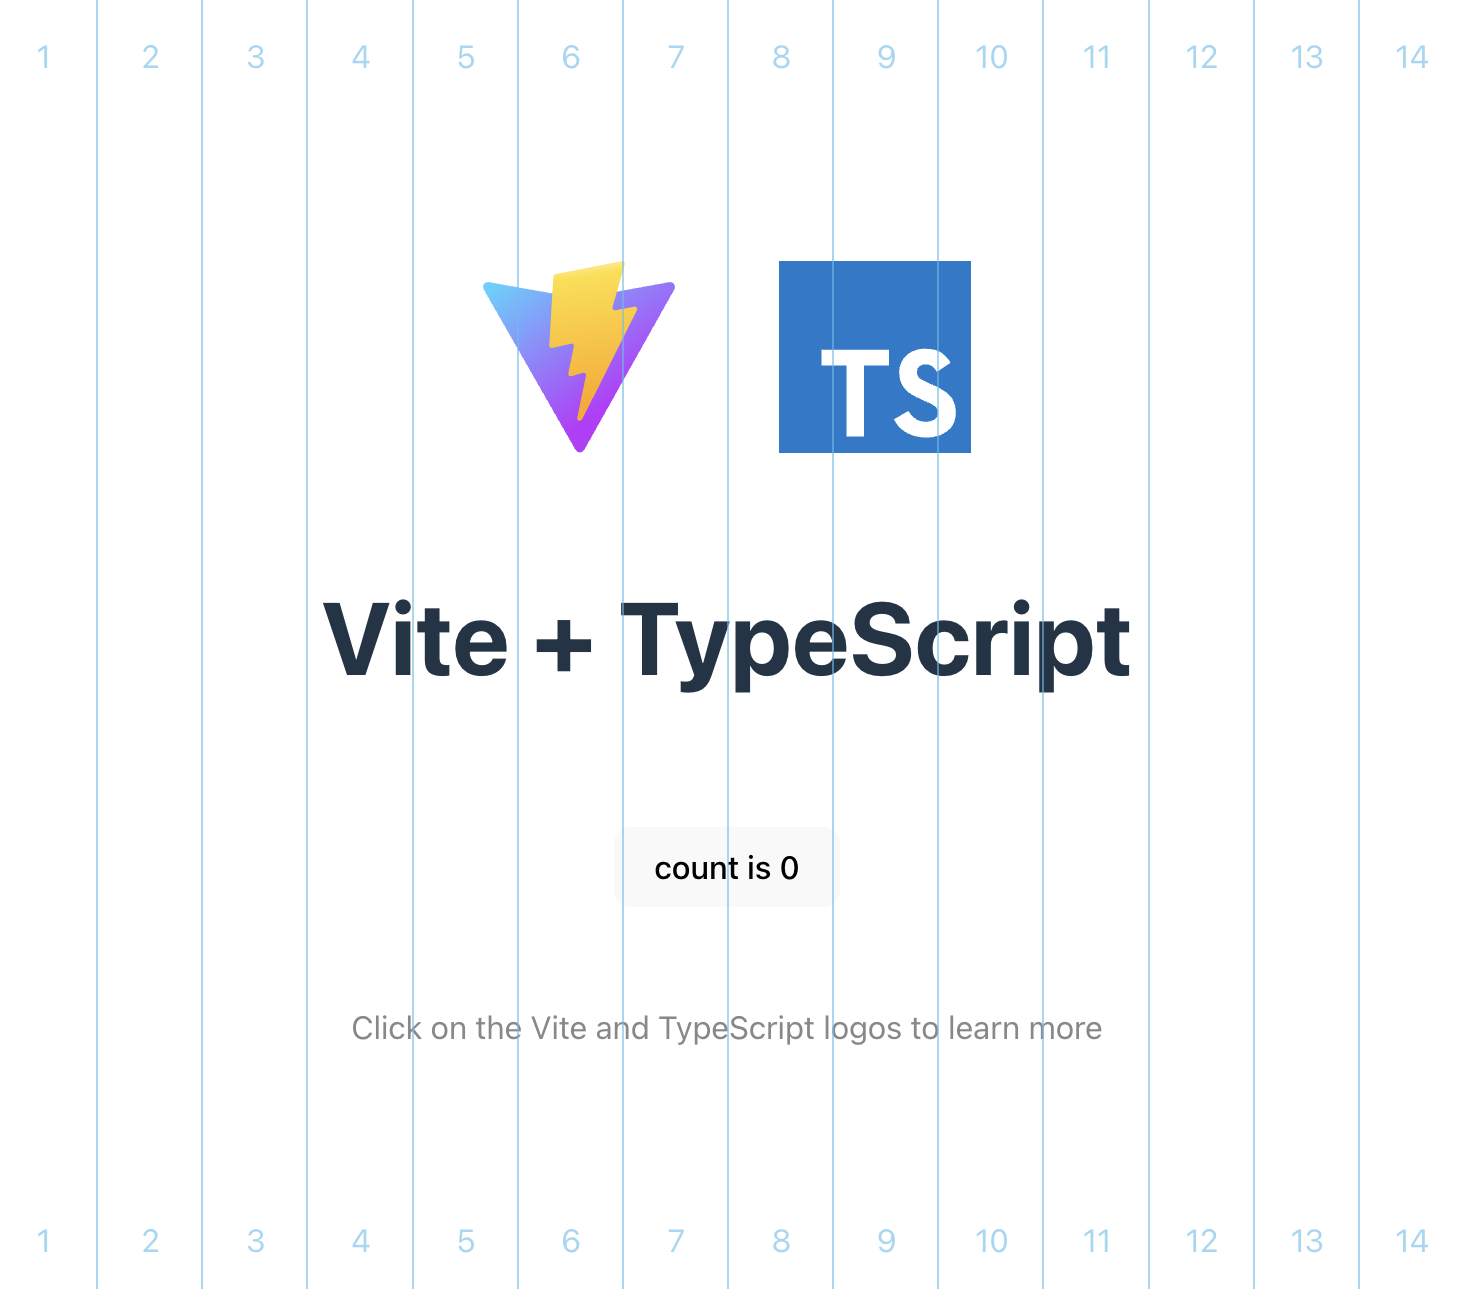 1 2 3 4 5 6 7 8 9 10 11 12 13 14
TS
Vite + TypeScript
count is 0
Click on the Vite and TypeScript logos to learn more
1 2 3 4 5 6 7 8 9 10 11 12 13 14